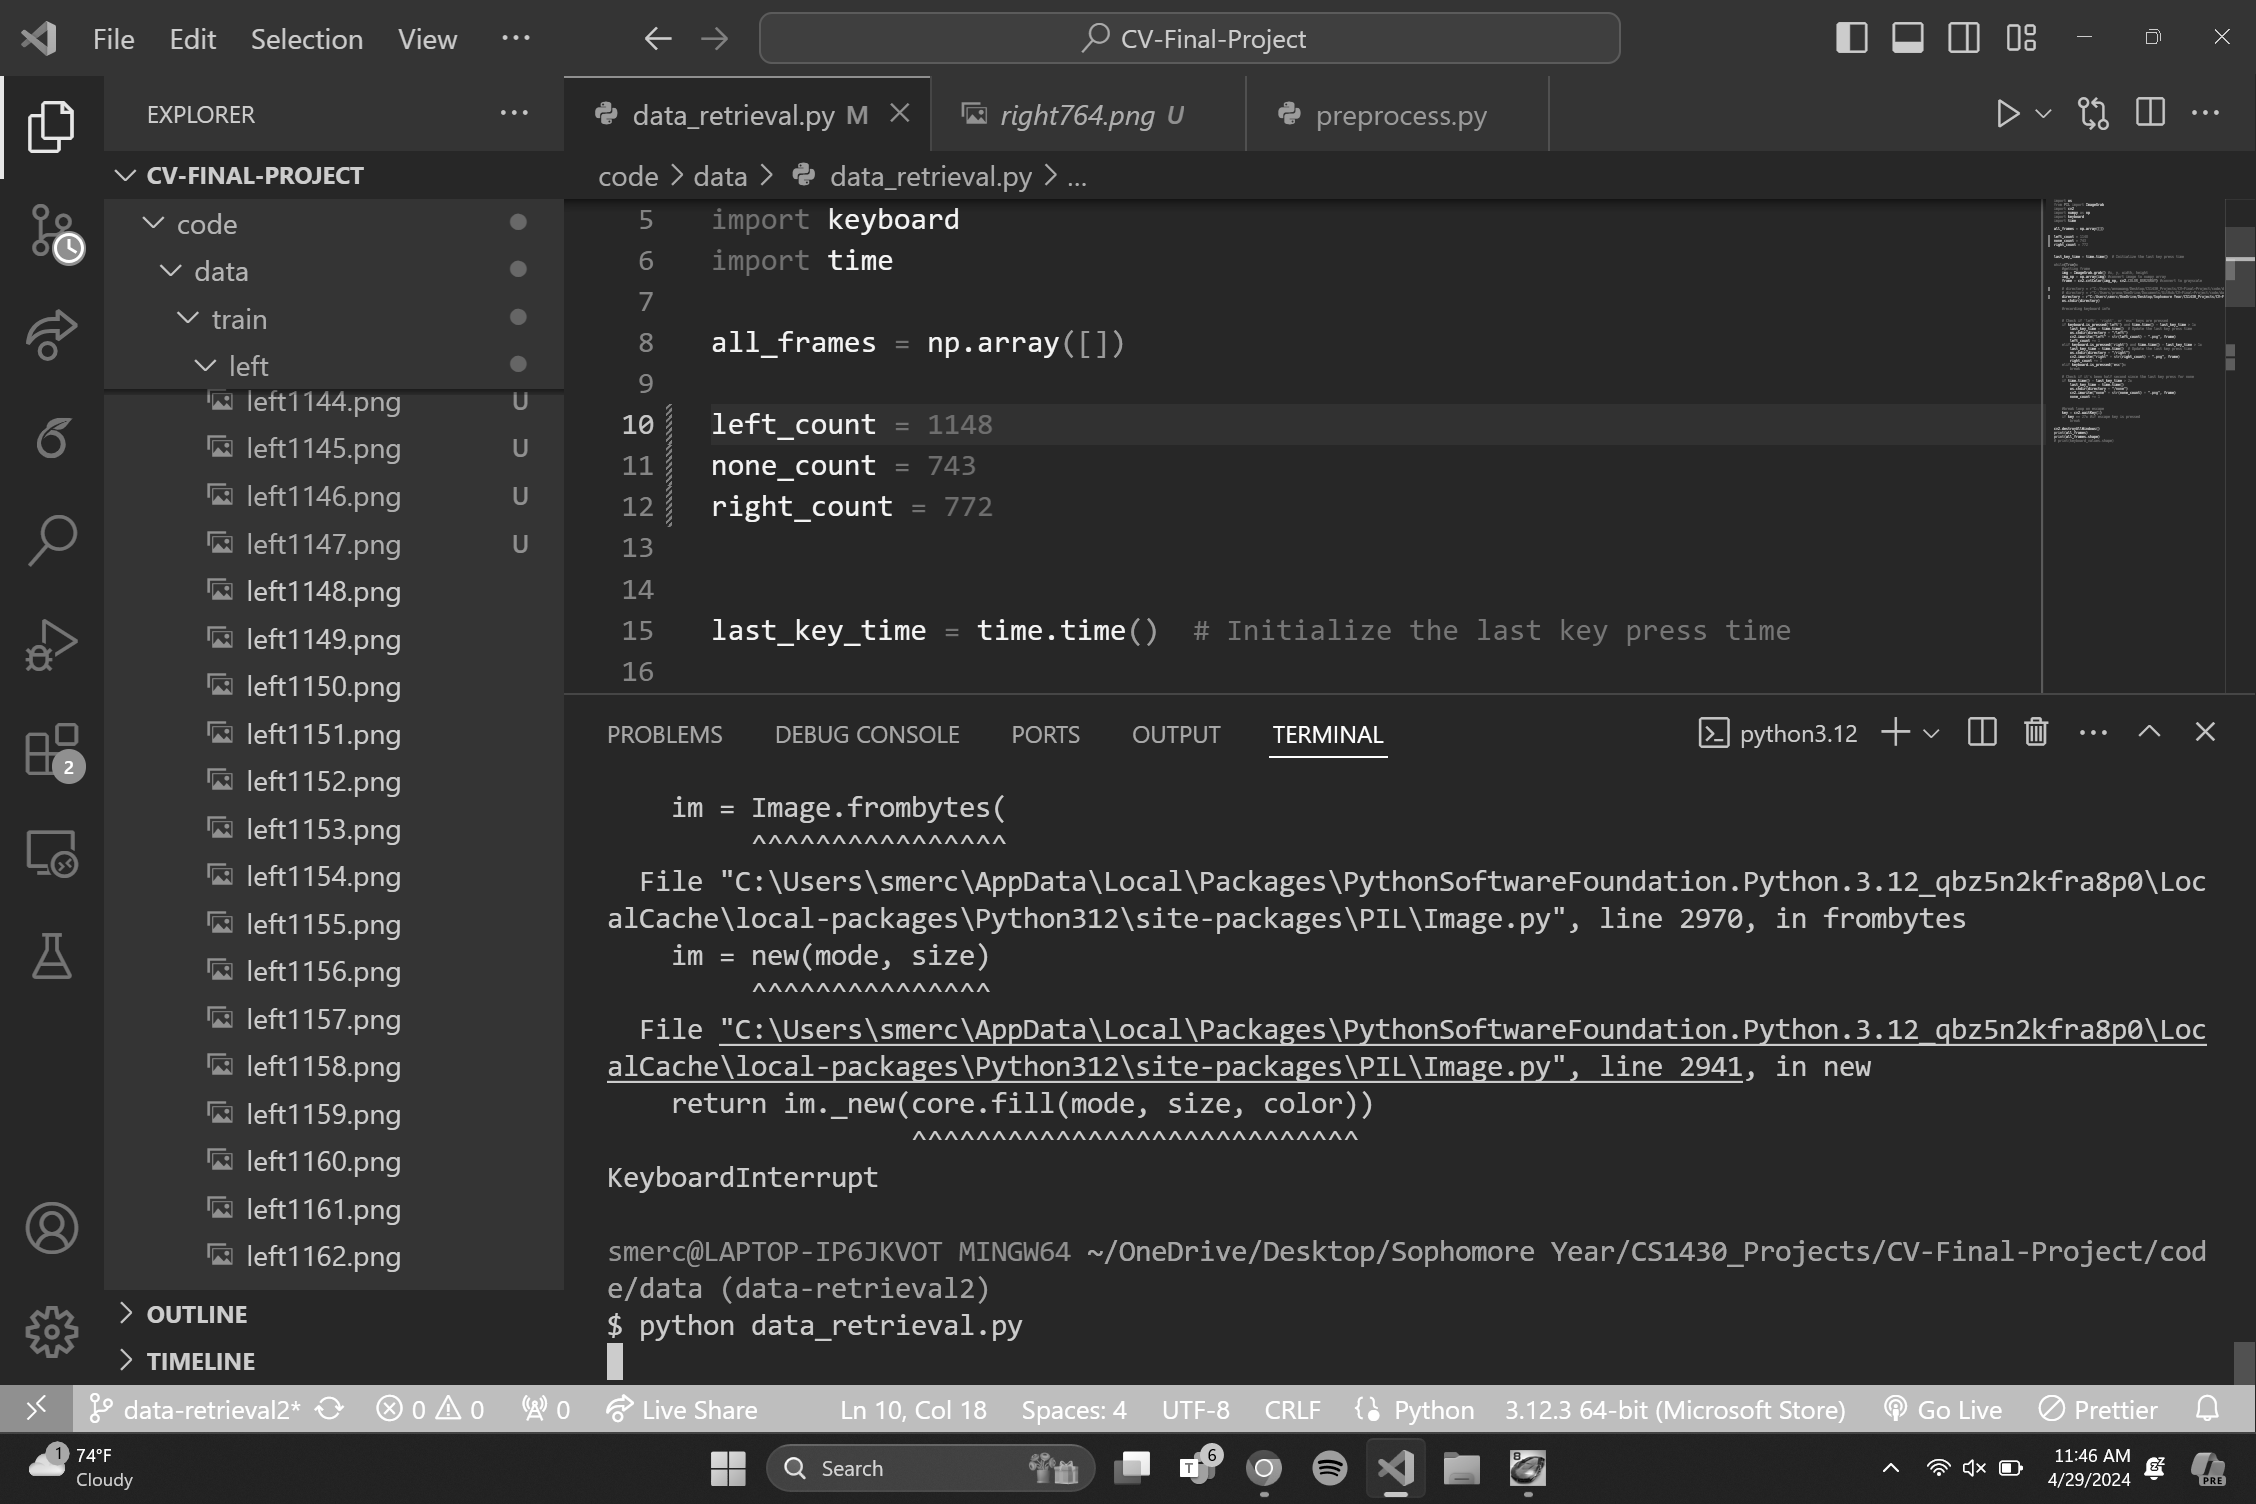 File Edit Selection View ···
CV-Final-Project
EXPLORER ···
CV-FINAL-PROJECT
code
data
train
left
left1144.png U
left1145.png U
left1146.png U
left1147.png U
left1148.png
left1149.png
left1150.png
left1151.png
left1152.png
left1153.png
left1154.png
left1155.png
left1156.png
left1157.png
left1158.png
left1159.png
left1160.png
left1161.png
left1162.png
OUTLINE
TIMELINE
2
data_retrieval.py M
right764.png U
preprocess.py
code > data > data_retrieval.py > ...
5 import keyboard
6 import time
7
8 all_frames = np.array([])
9
10 left_count = 1148
11 none_count = 743
12 right_count = 772
13
14
15 last_key_time = time.time()  # Initialize the last key press time
16
PROBLEMS DEBUG CONSOLE PORTS OUTPUT TERMINAL
python3.12
im = Image.frombytes(
^^^^^^^^^^^^^^^^
File "C:\Users\smerc\AppData\Local\Packages\PythonSoftwareFoundation.Python.3.12_qbz5n2kfra8p0\Loc
alCache\local-packages\Python312\site-packages\PIL\Image.py", line 2970, in frombytes
im = new(mode, size)
^^^^^^^^^^^^^^^
File "C:\Users\smerc\AppData\Local\Packages\PythonSoftwareFoundation.Python.3.12_qbz5n2kfra8p0\Loc
alCache\local-packages\Python312\site-packages\PIL\Image.py", line 2941, in new
return im._new(core.fill(mode, size, color))
^^^^^^^^^^^^^^^^^^^^^^^^^^^^
KeyboardInterrupt
smerc@LAPTOP-IP6JKVOT MINGW64 ~/OneDrive/Desktop/Sophomore Year/CS1430_Projects/CV-Final-Project/cod
e/data (data-retrieval2)
$ python data_retrieval.py
data-retrieval2* 0 0 0 Live Share Ln 10, Col 18 Spaces: 4 UTF-8 CRLF Python 3.12.3 64-bit (Microsoft Store) Go Live Prettier
1 74°F
Cloudy
Search
6
11:46 AM
4/29/2024
PRE